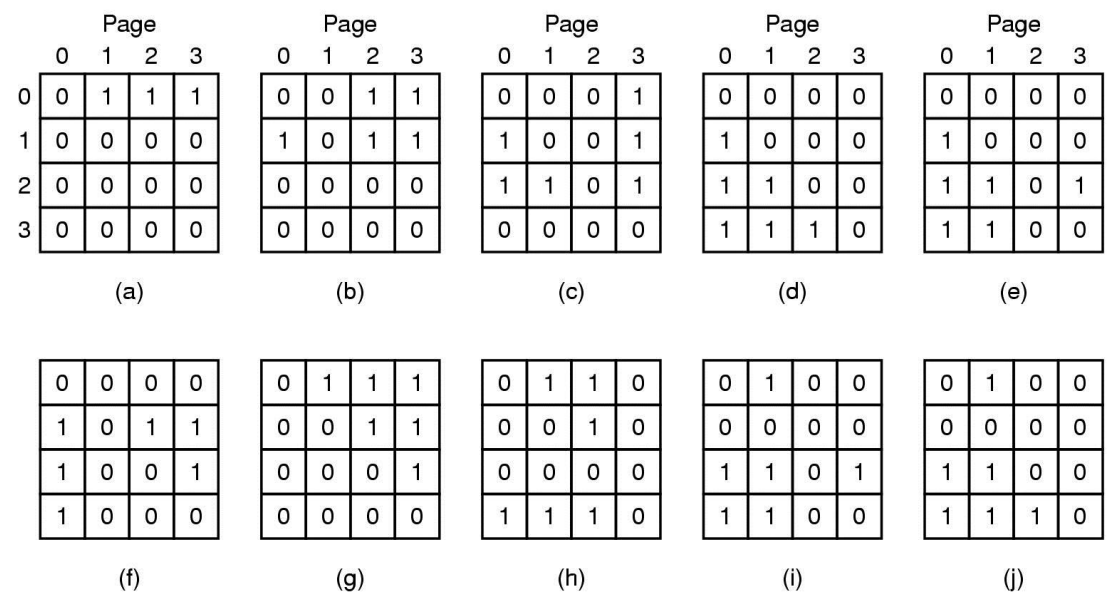 Page Page Page Page Page
0 1 2 3 0 1 2 3 0 1 2 3 0 1 2 3 0 1 2 3
0 0 1 1 1 0 0 1 1 0 0 0 1 0 0 0 0 0 0 0 0
1 0 0 0 0 1 0 1 1 1 0 0 1 1 0 0 0 1 0 0 0
2 0 0 0 0 0 0 0 0 1 1 0 1 1 1 0 0 1 1 0 1
3 0 0 0 0 0 0 0 0 0 0 0 0 1 1 1 0 1 1 0 0
(a) (b) (c) (d) (e)
0 0 0 0 0 1 1 1 0 1 1 0 0 1 0 0 0 1 0 0
1 0 1 1 0 0 1 1 0 0 1 0 0 0 0 0 0 0 0 0
1 0 0 1 0 0 0 1 0 0 0 0 1 1 0 1 1 1 0 0
1 0 0 0 0 0 0 0 1 1 1 0 1 1 0 0 1 1 1 0
(f) (g) (h) (i) (j)